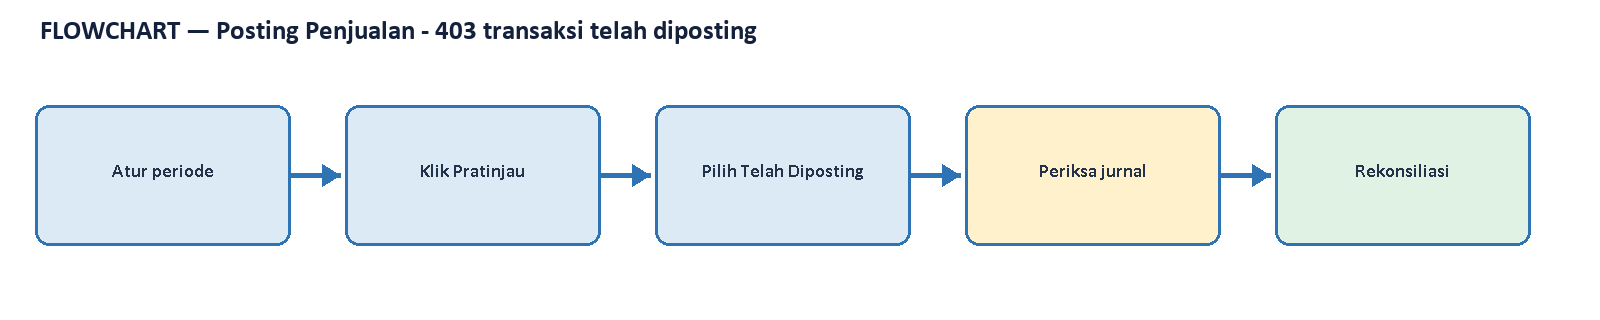 FLOWCHART — Posting Penjualan - 403 transaksi telah diposting
Atur periode
Klik Pratinjau
Pilih Telah Diposting
Periksa jurnal
Rekonsiliasi